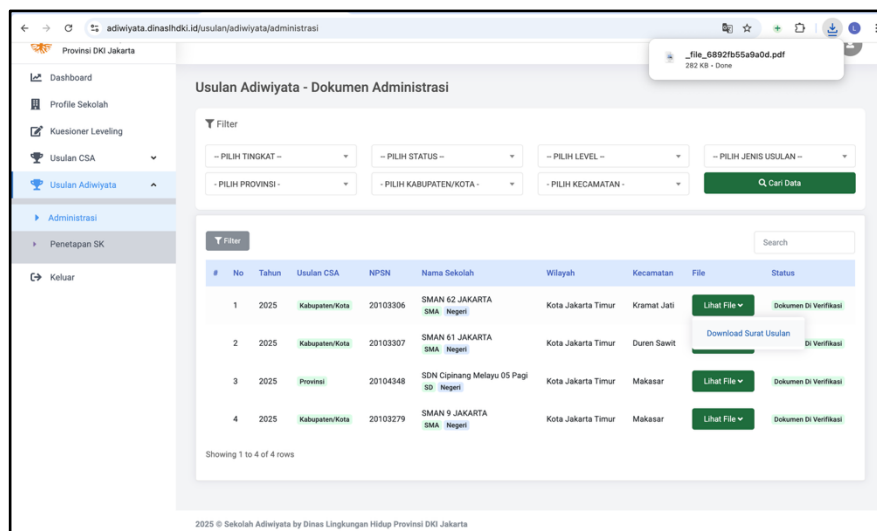 adiwiyata.dinaslhdki.id/usulan/adiwiyata/administrasi
_file_6892fb55a9a0d.pdf
282 KB - Done
Provinsi DKI Jakarta
Dashboard
Profile Sekolah
Kuesioner Leveling
Usulan CSA
Usulan Adiwiyata
Administrasi
Penetapan SK
Keluar
Usulan Adiwiyata - Dokumen Administrasi
Filter
-- PILIH TINGKAT -- -- PILIH STATUS -- -- PILIH LEVEL -- -- PILIH JENIS USULAN --
- PILIH PROVINSI - - PILIH KABUPATEN/KOTA - - PILIH KECAMATAN - Cari Data
Filter Search
# No Tahun Usulan CSA NPSN Nama Sekolah Wilayah Kecamatan File Status
1 2025 Kabupaten/Kota 20103306 SMAN 62 JAKARTA Kota Jakarta Timur Kramat Jati Lihat File Dokumen Di Verifikasi
SMA Negeri
Download Surat Usulan
2 2025 Kabupaten/Kota 20103307 SMAN 61 JAKARTA Kota Jakarta Timur Duren Sawit Di Verifikasi
SMA Negeri
3 2025 Provinsi 20104348 SDN Cipinang Melayu 05 Pagi Kota Jakarta Timur Makasar Lihat File Dokumen Di Verifikasi
SD Negeri
4 2025 Kabupaten/Kota 20103279 SMAN 9 JAKARTA Kota Jakarta Timur Makasar Lihat File Dokumen Di Verifikasi
SMA Negeri
Showing 1 to 4 of 4 rows
2025 © Sekolah Adiwiyata by Dinas Lingkungan Hidup Provinsi DKI Jakarta